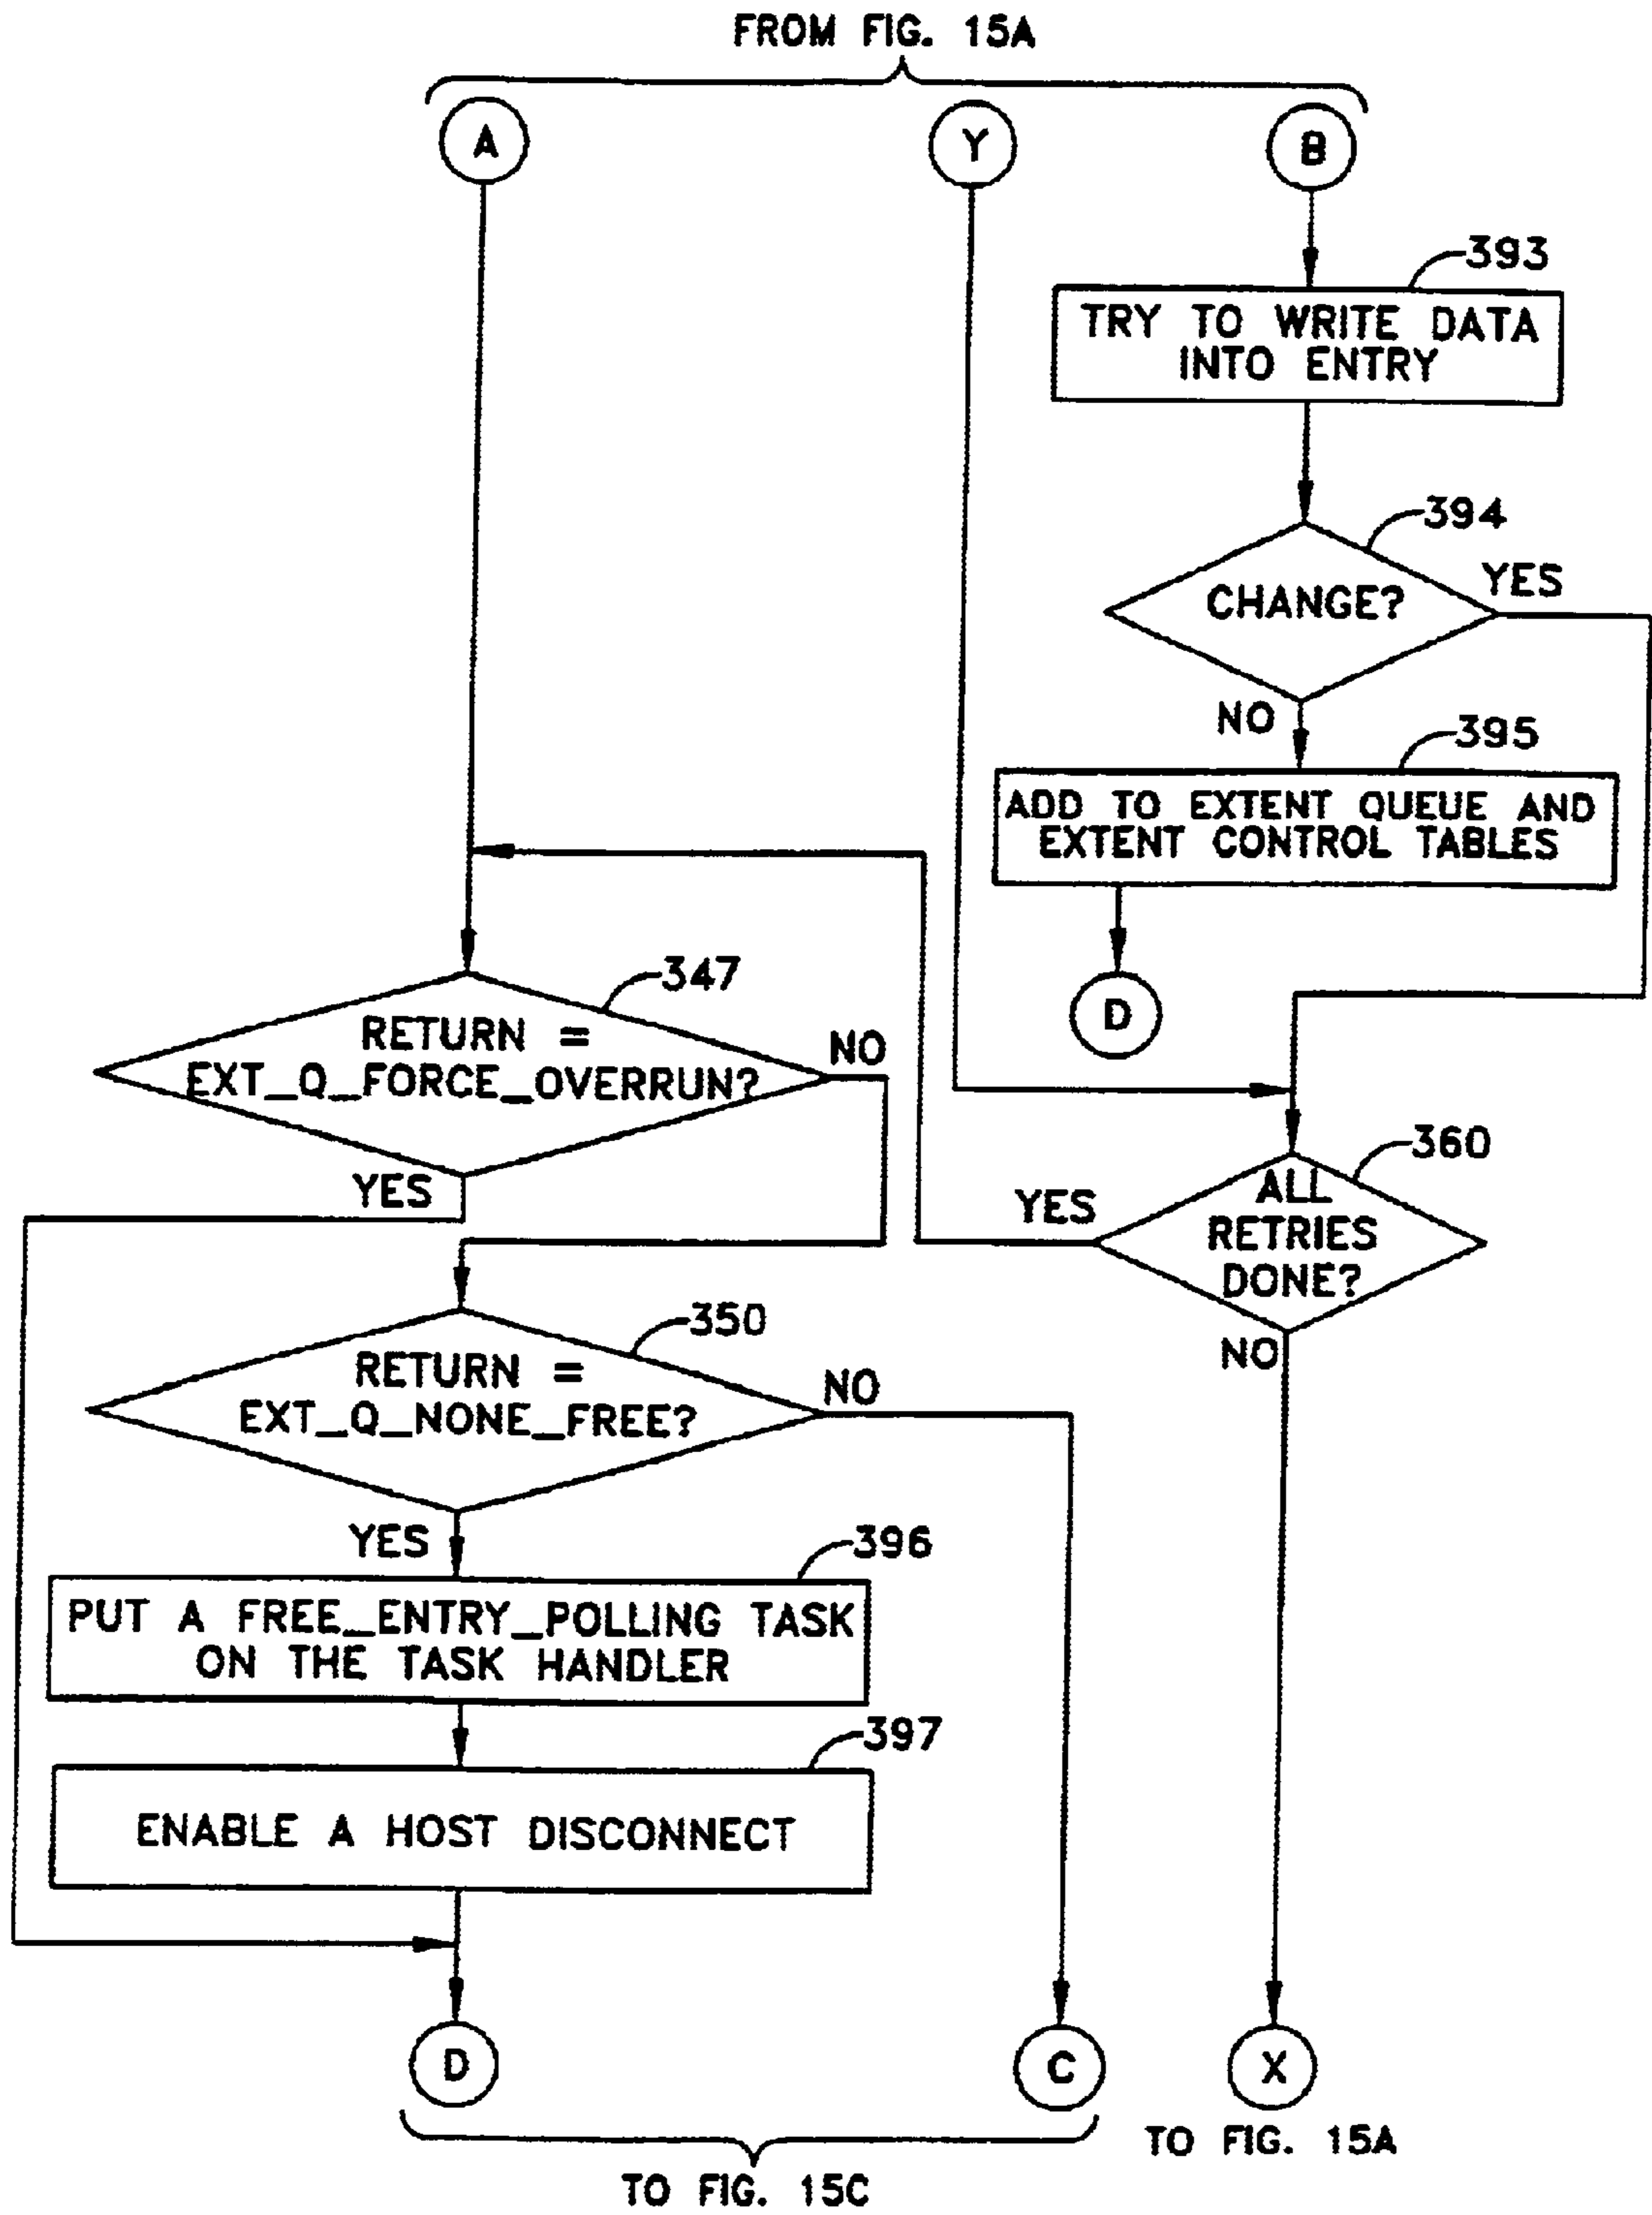 FROM FIG. 15A
A
Y
B
393
TRY TO WRITE DATA
INTO ENTRY
394
CHANGE?
YES
NO
395
ADD TO EXTENT QUEUE AND
EXTENT CONTROL TABLES
D
347
RETURN =
EXT_Q_FORCE_OVERRUN?
NO
YES
360
ALL
RETRIES
DONE?
YES
NO
350
RETURN =
EXT_Q_NONE_FREE?
NO
YES
396
PUT A FREE_ENTRY_POLLING TASK
ON THE TASK HANDLER
397
ENABLE A HOST DISCONNECT
D
C
X
TO FIG. 15A
TO FIG. 15C